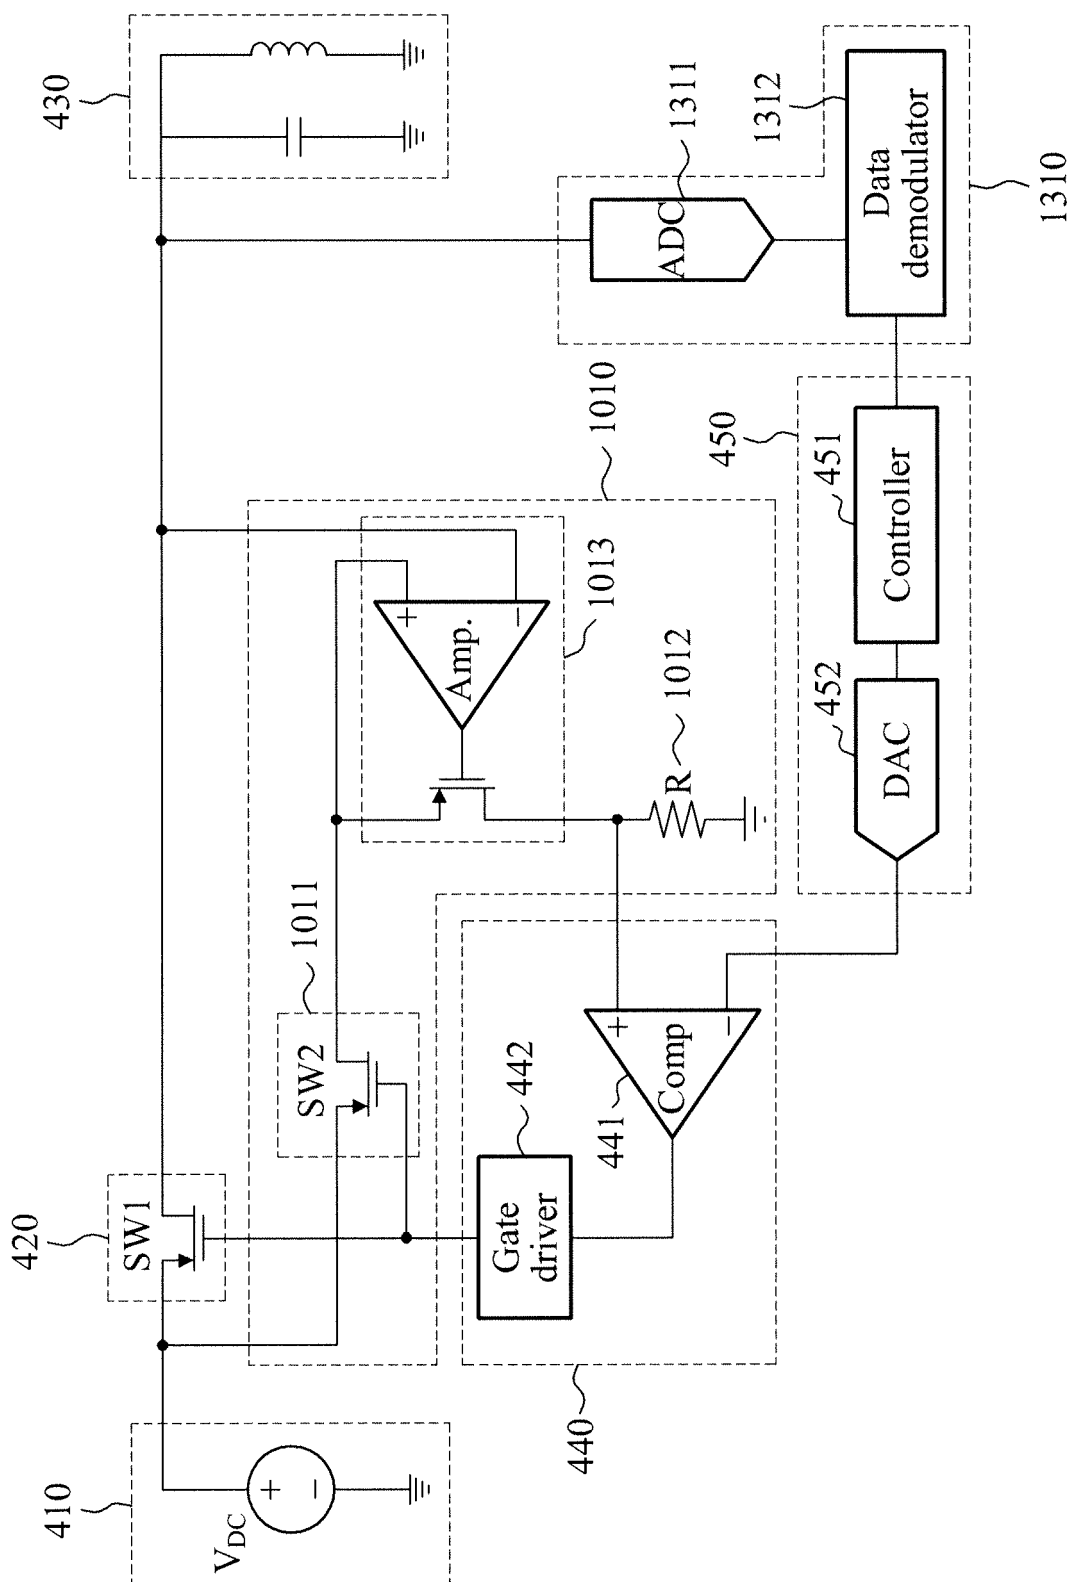 410
V_DC
+
−
420
SW1
430
1011
SW2
1010
Amp.
+
−
1013
R
1012
440
Gate
driver
442
441
Comp
+
−
450
452
DAC
451
Controller
ADC
1311
1312
Data
demodulator
1310